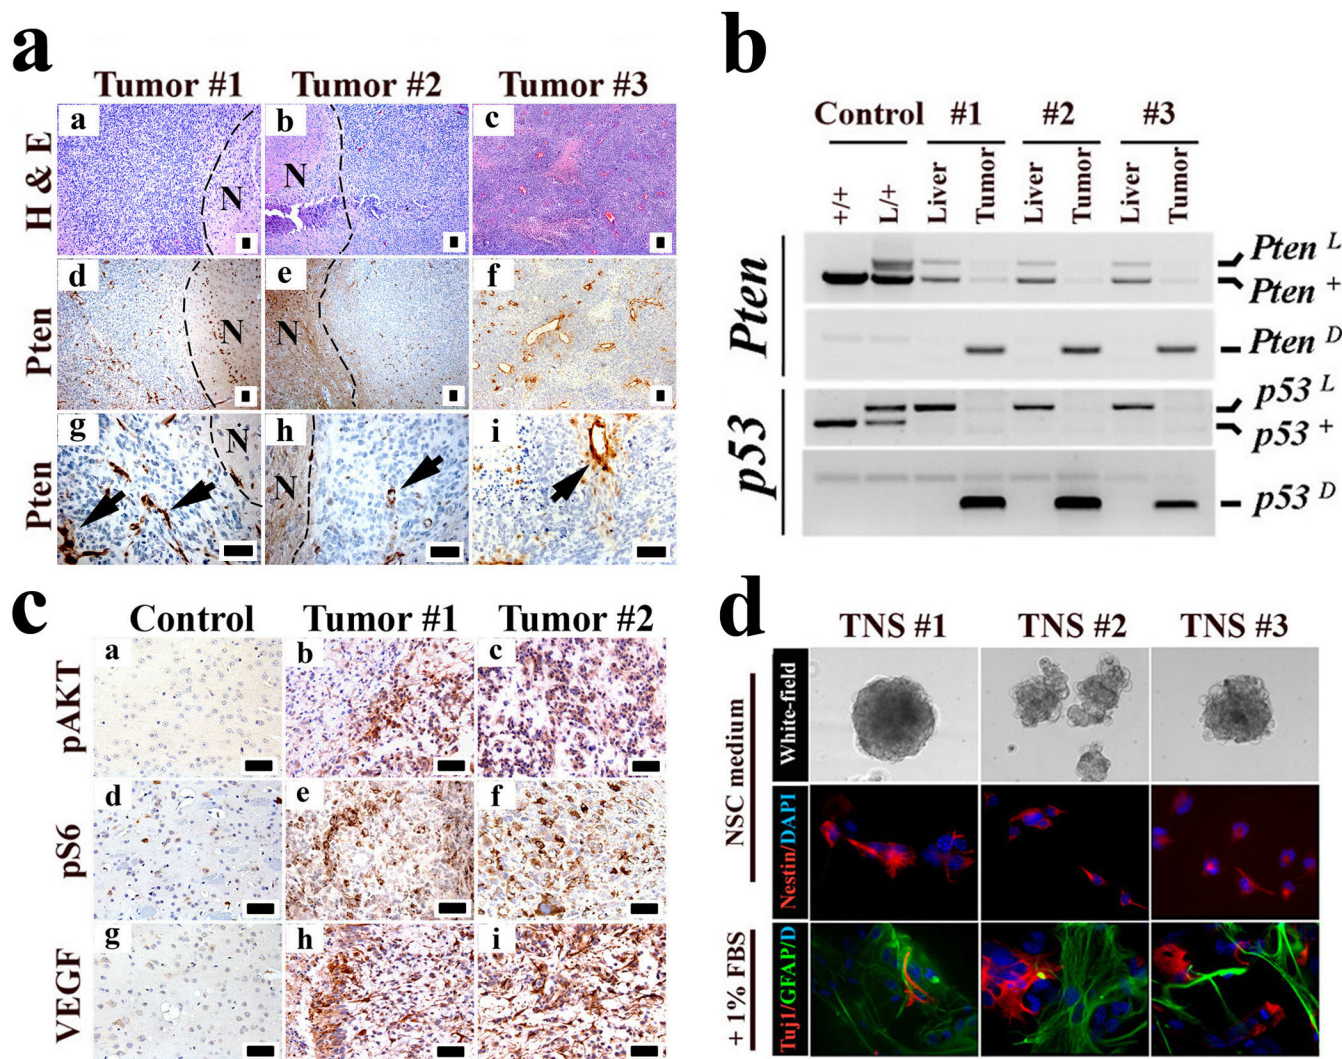 a
Tumor #1 Tumor #2 Tumor #3
H & E
a b c
N N
Pten
d e f
N N
Pten
g h i
N N
b
Control #1 #2 #3
+/+ L/+ Liver Tumor Liver Tumor Liver Tumor
Pten
Pten L
Pten +
Pten D
p53
p53 L
p53 +
p53 D
c
Control Tumor #1 Tumor #2
pAKT
a b c
pS6
d e f
VEGF
g h i
d
TNS #1 TNS #2 TNS #3
NSC medium
White-field
Nestin/DAPI
+ 1% FBS
Tuj1/GFAP/D